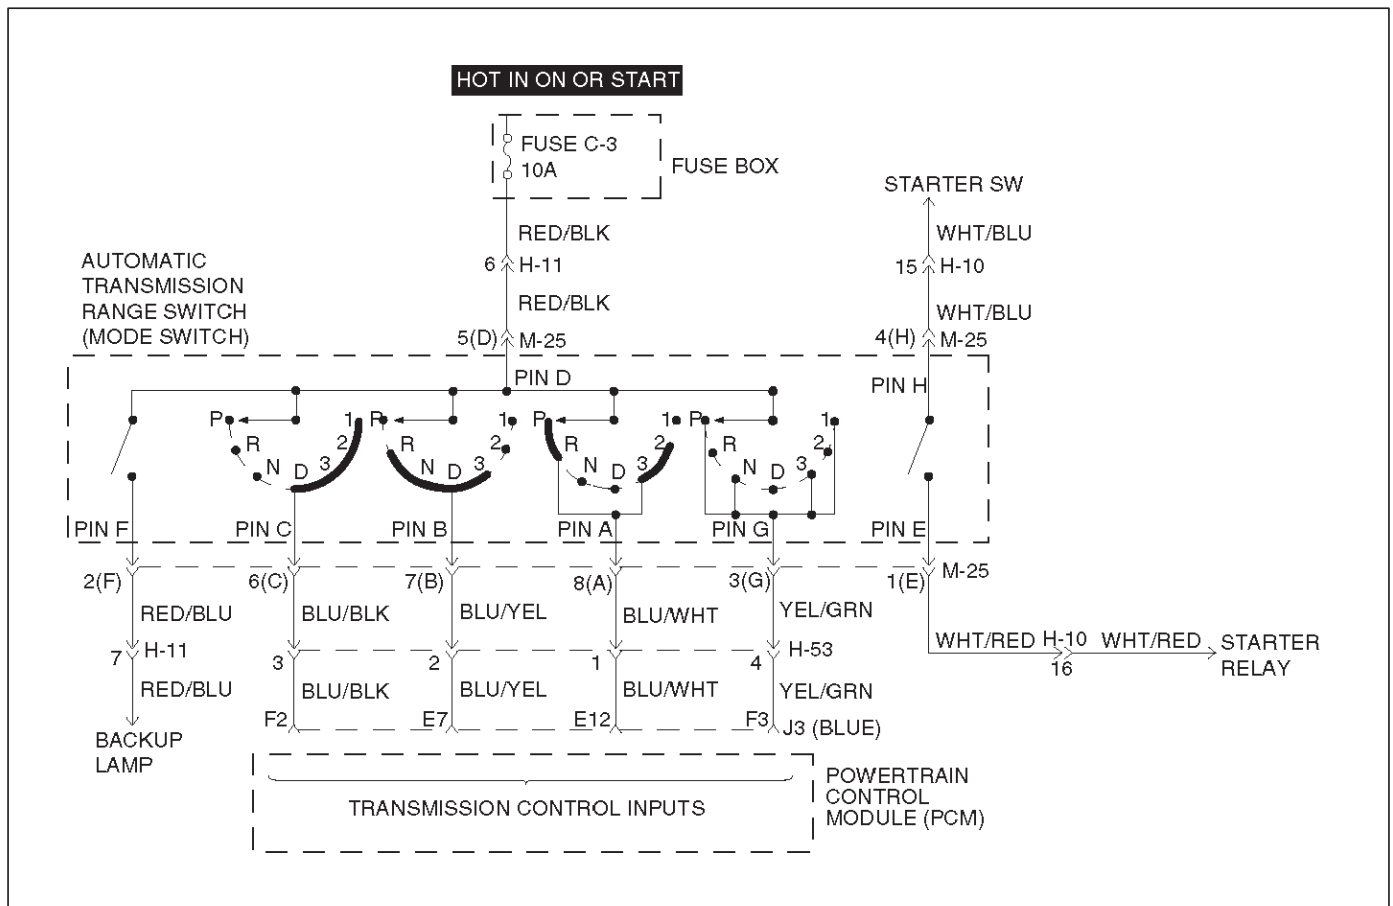 HOT IN ON OR START
FUSE C-3
10A
FUSE BOX
STARTER SW
RED/BLK
WHT/BLU
6 H-11
15 H-10
RED/BLK
WHT/BLU
AUTOMATIC
TRANSMISSION
RANGE SWITCH
(MODE SWITCH)
5(D) M-25
4(H) M-25
PIN D
PIN H
P R N D 3 2 1
P R N D 3 2 1
P R N D 3 2 1
P R N D 3 2 1
PIN F PIN C PIN B PIN A PIN G PIN E
2(F) 6(C) 7(B) 8(A) 3(G) 1(E) M-25
RED/BLU BLU/BLK BLU/YEL BLU/WHT YEL/GRN
WHT/RED H-10 WHT/RED STARTER
RELAY
16
7 H-11 3 2 1 4 H-53
RED/BLU BLU/BLK BLU/YEL BLU/WHT YEL/GRN
F2 E7 E12 F3 J3 (BLUE)
BACKUP
LAMP
TRANSMISSION CONTROL INPUTS
POWERTRAIN
CONTROL
MODULE (PCM)